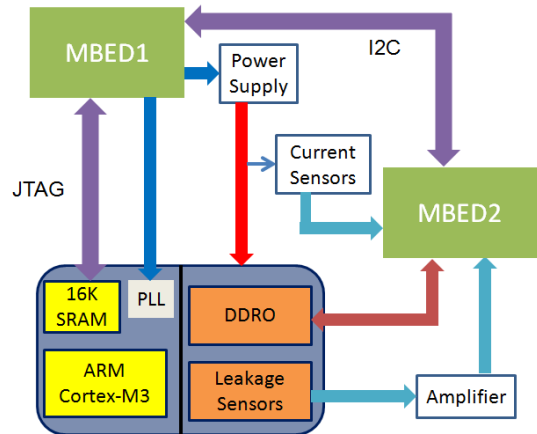 MBED1
I2C
Power
Supply
Current
Sensors
JTAG
MBED2
16K
SRAM
PLL
DDRO
ARM
Cortex-M3
Leakage
Sensors
Amplifier